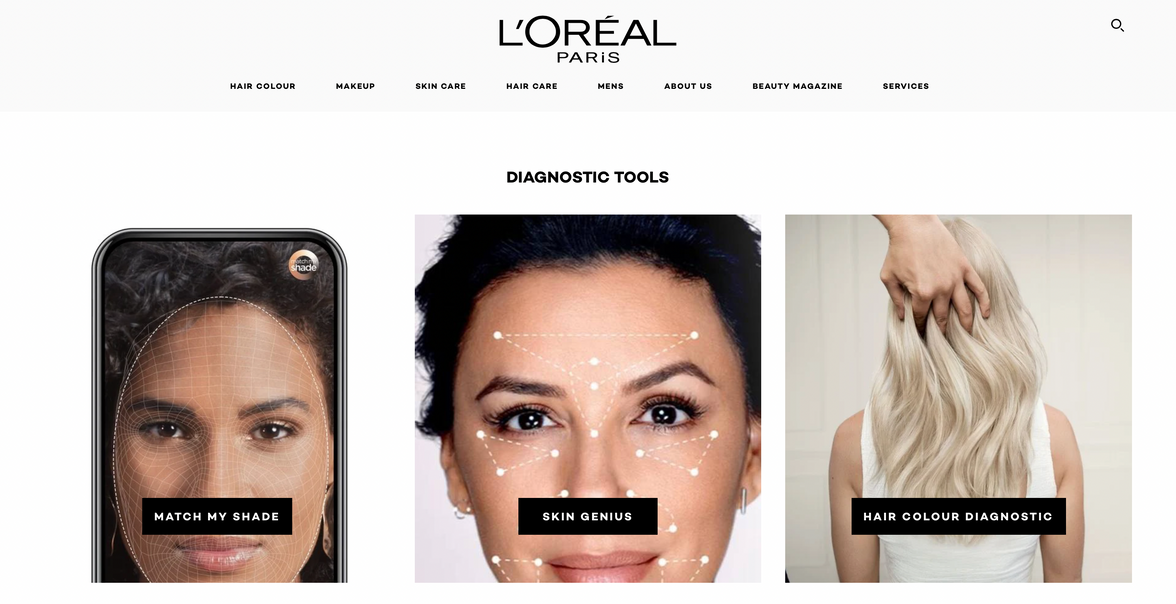 L'ORÉAL
PARiS
HAIR COLOUR MAKEUP SKIN CARE HAIR CARE MENS ABOUT US BEAUTY MAGAZINE SERVICES
DIAGNOSTIC TOOLS
shade
MATCH MY SHADE SKIN GENIUS HAIR COLOUR DIAGNOSTIC